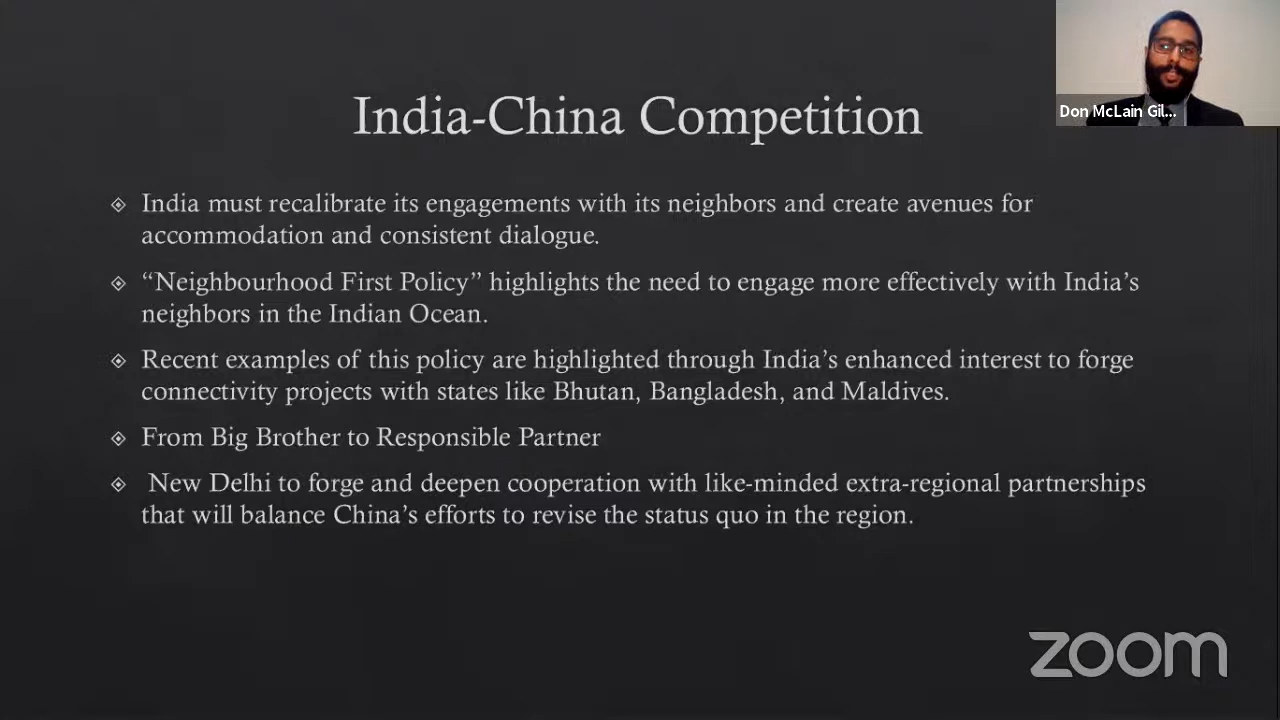 India-China Competition
Don McLain Gil...
India must recalibrate its engagements with its neighbors and create avenues for
accommodation and consistent dialogue.
“Neighbourhood First Policy” highlights the need to engage more effectively with India’s
neighbors in the Indian Ocean.
Recent examples of this policy are highlighted through India’s enhanced interest to forge
connectivity projects with states like Bhutan, Bangladesh, and Maldives.
From Big Brother to Responsible Partner
New Delhi to forge and deepen cooperation with like-minded extra-regional partnerships
that will balance China’s efforts to revise the status quo in the region.
zoom